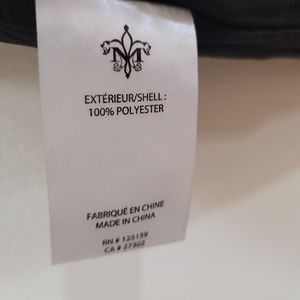 M
EXTÉRIEUR/SHELL :
100% POLYESTER
FABRIQUÉ EN CHINE
MADE IN CHINA
RN # 125159
CA # 27302